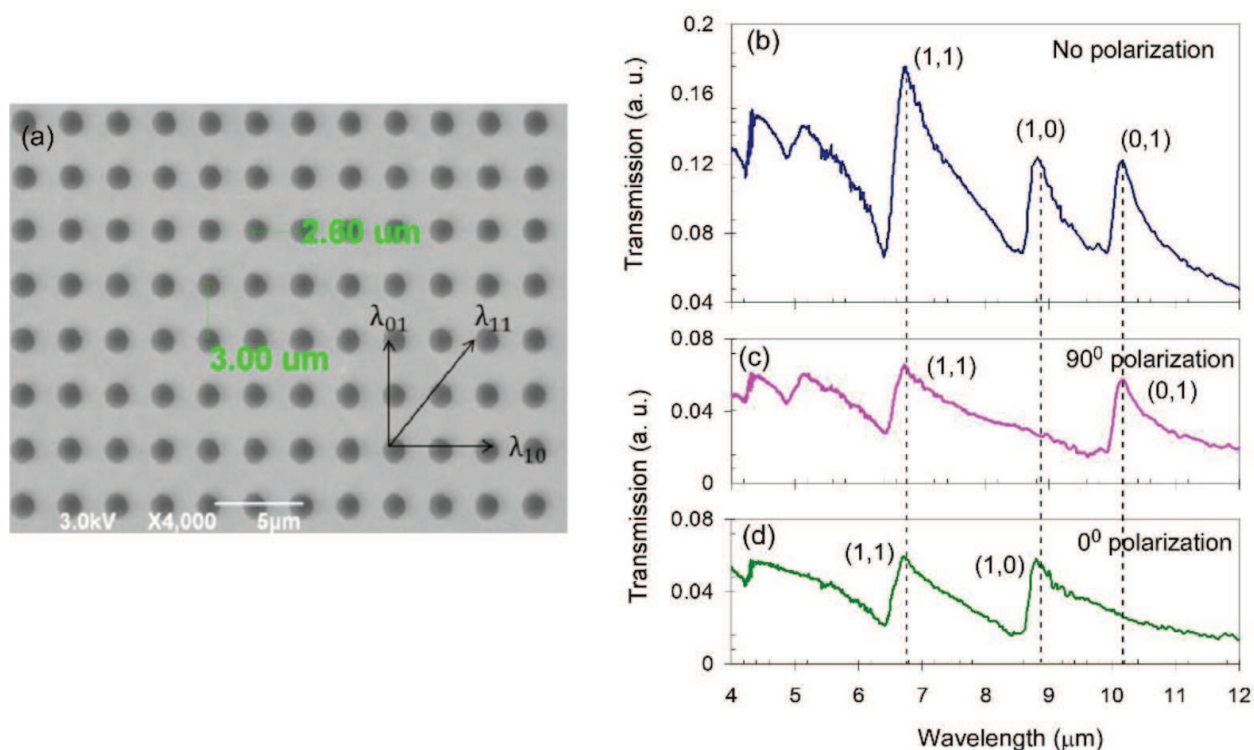 (a)
2.60 um
3.00 um
λ01
λ11
λ10
3.0kV X4,000 5μm
(b)
No polarization
(1,1)
(1,0)
(0,1)
0.2
0.16
0.12
0.08
0.04
Transmission (a. u.)
(c)
90⁰ polarization
(1,1)
(0,1)
0.08
0.04
0
(d)
0⁰ polarization
(1,1)
(1,0)
0.08
0.04
0
Transmission (a. u.)
4 5 6 7 8 9 10 11 12
Wavelength (μm)